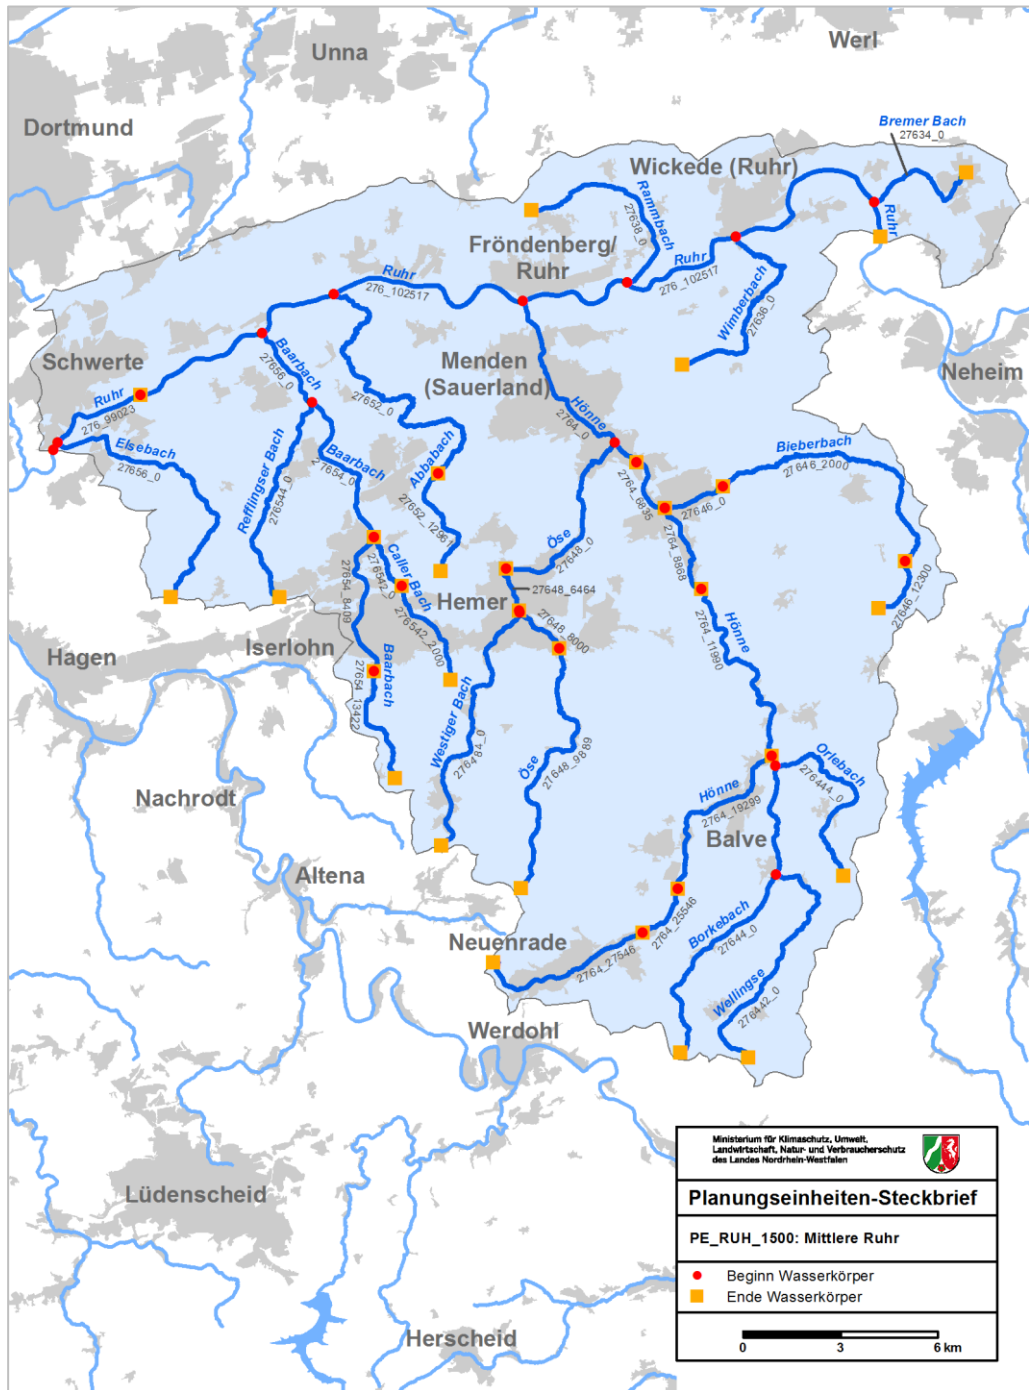 Unna
Werl
Dortmund
Bremer Bach
27634_0
Wickede (Ruhr)
Rammbach
27638_0
Ruhr
Fröndenberg/
Ruhr
Ruhr
276_102517
Ruhr
276_102517
Wimberbach
27636_0
Schwerte
Baarbach
27656_0
Menden
(Sauerland)
Neheim
Ruhr
276_99023
27652_0
Hönne
2764_0
Elsebach
27656_0
Refflingser Bach
276544_0
Baarbach
27654_0
Abbabach
27652_12961
Bieberbach
27646_2000
27646_0
2764_6835
2764_8868
Öse
27648_0
Caller Bach
276542_0
276542_2000
27654_8409
27648_6464
Hemer
27648_8000
27646_12300
2764_11990
Hönne
Iserlohn
Hagen
Baarbach
27654_13422
Westiger Bach
276484_0
Öse
27648_9889
Orlebach
276444_0
Nachrodt
Hönne
2764_19299
Balve
Altena
Neuenrade
2764_27546
2764_25546
Borkebach
27644_0
Wellingse
276442_0
Werdohl
Lüdenscheid
Herscheid
Ministerium für Klimaschutz, Umwelt,
Landwirtschaft, Natur- und Verbraucherschutz
des Landes Nordrhein-Westfalen
Planungseinheiten-Steckbrief
PE_RUH_1500: Mittlere Ruhr
Beginn Wasserkörper
Ende Wasserkörper
0 3 6 km